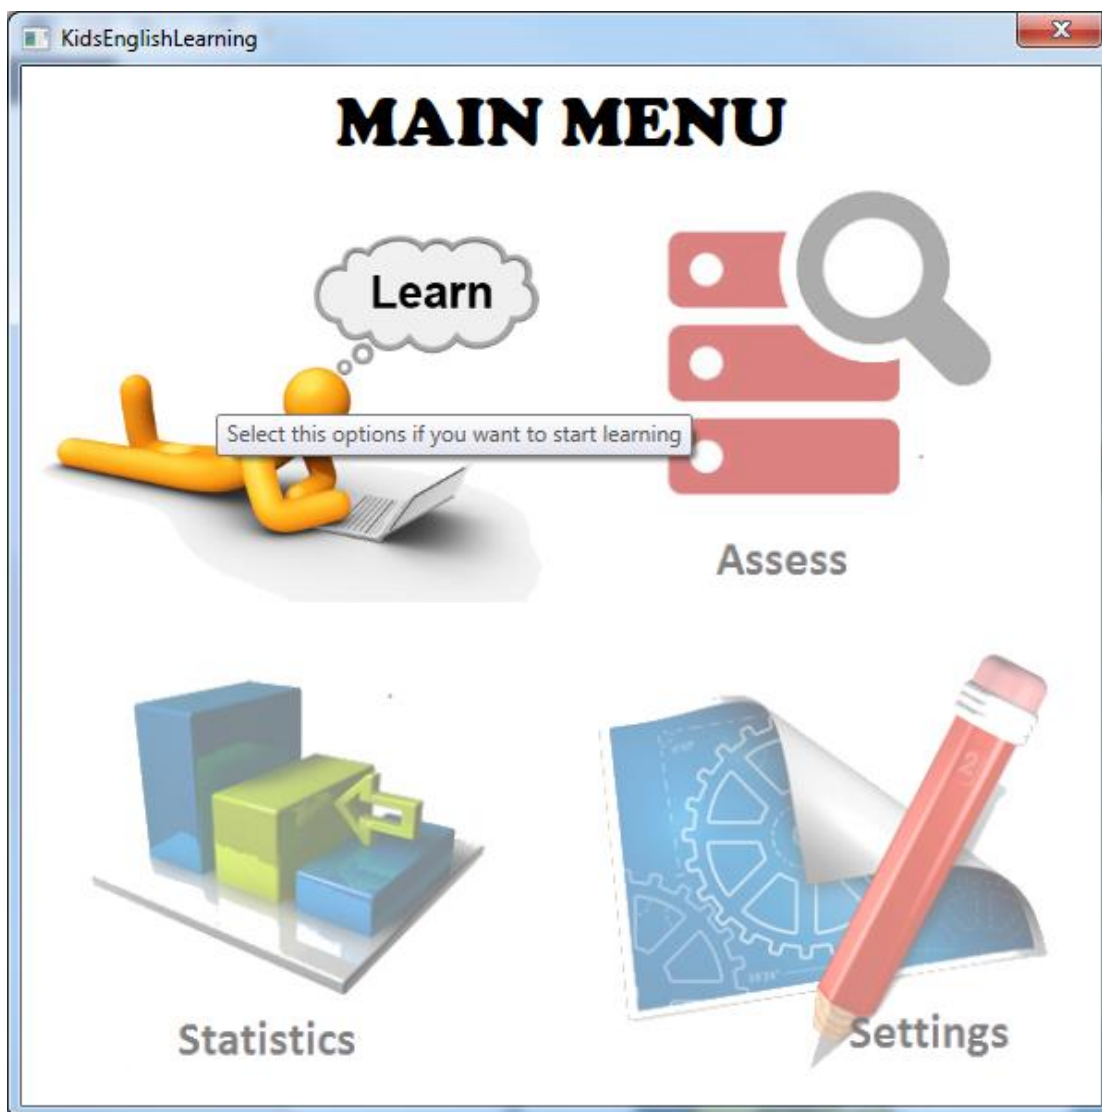 KidsEnglishLearning
MAIN MENU
Learn
Select this options if you want to start learning
Assess
Statistics
Settings